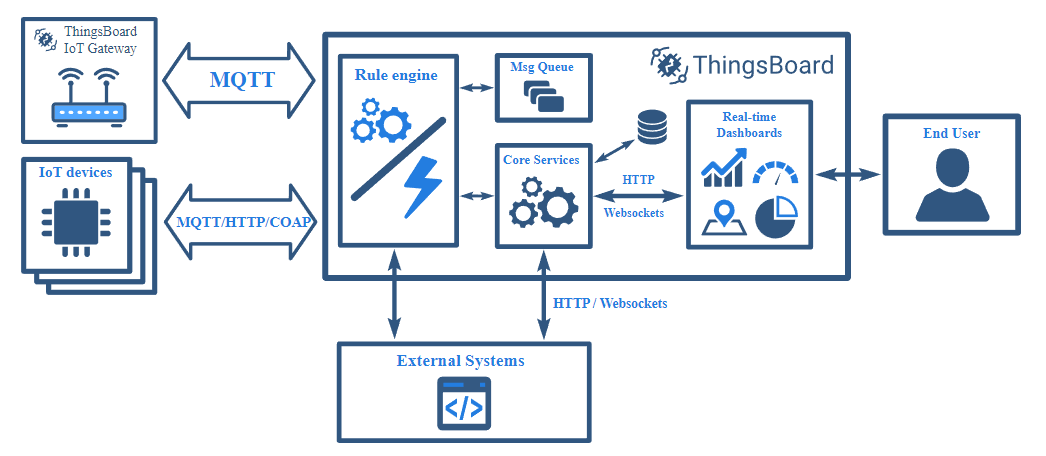 ThingsBoard
IoT Gateway
MQTT
IoT devices
MQTT/HTTP/COAP
Rule engine
Msg Queue
Core Services
ThingsBoard
HTTP
Websockets
Real-time
Dashboards
End User
HTTP / Websockets
External Systems
</>